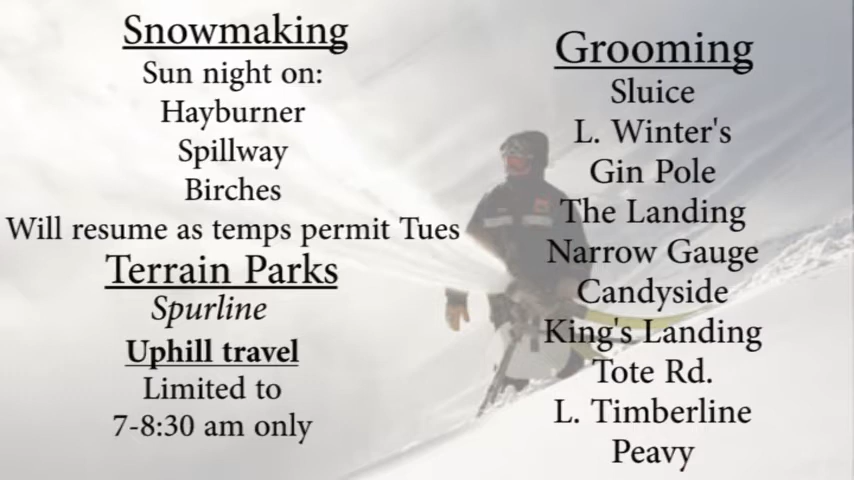 Snowmaking
Sun night on:
Hayburner
Spillway
Birches
Will resume as temps permit Tues
Terrain Parks
Spurline
Uphill travel
Limited to
7-8:30 am only
Grooming
Sluice
L. Winter's
Gin Pole
The Landing
Narrow Gauge
Candyside
King's Landing
Tote Rd.
L. Timberline
Peavy